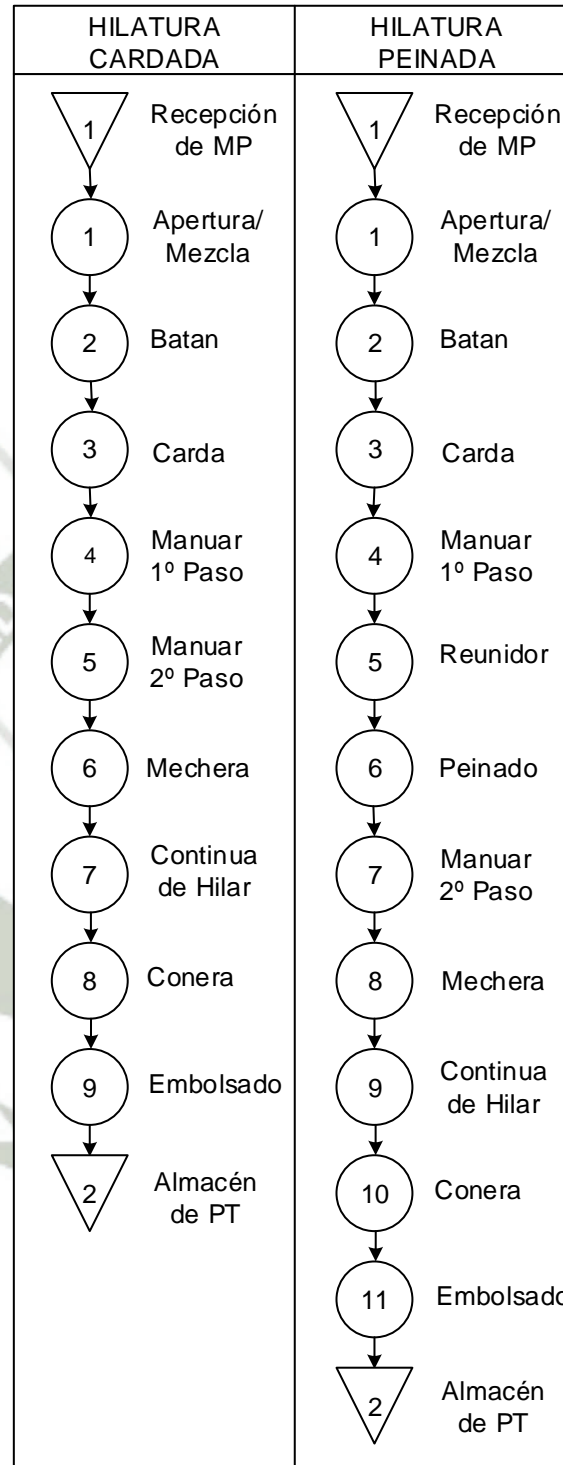 HILATURA
CARDADA
1
Recepción
de MP
1
Apertura/
Mezcla
2
Batan
3
Carda
4
Manuar
1º Paso
5
Manuar
2º Paso
6
Mechera
7
Continua
de Hilar
8
Conera
9
Embolsado
2
Almacén
de PT
HILATURA
PEINADA
1
Recepción
de MP
1
Apertura/
Mezcla
2
Batan
3
Carda
4
Manuar
1º Paso
5
Reunidor
6
Peinado
7
Manuar
2º Paso
8
Mechera
9
Continua
de Hilar
10
Conera
11
Embolsado
2
Almacén
de PT